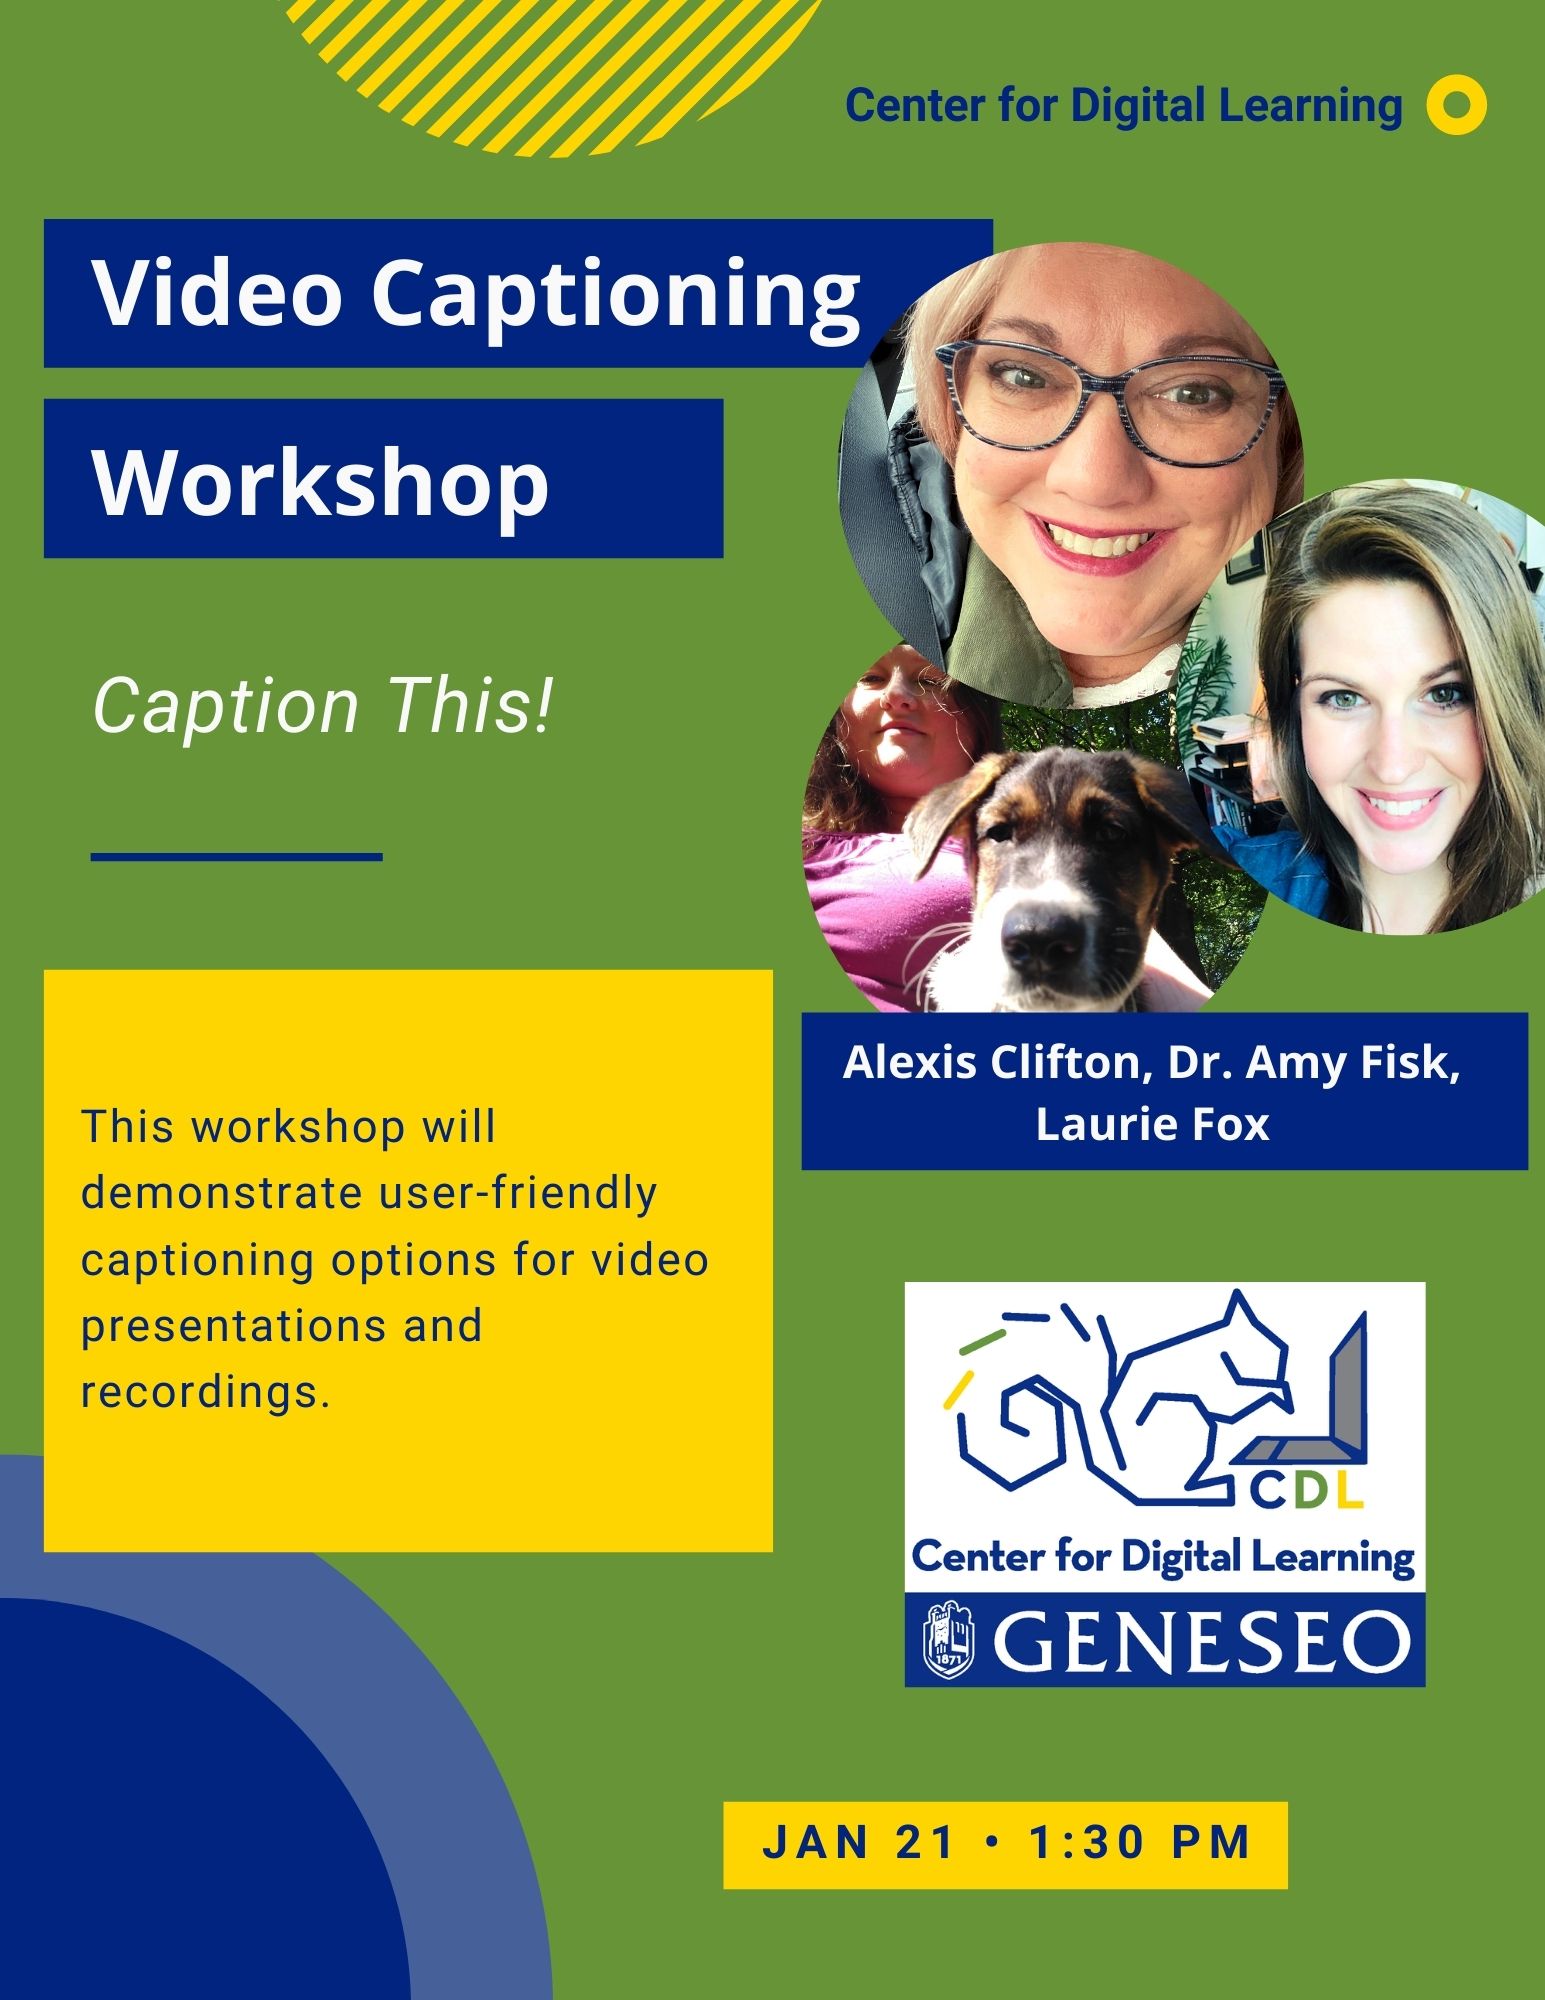 Center for Digital Learning
Video Captioning
Workshop
Caption This!
This workshop will
demonstrate user-friendly
captioning options for video
presentations and
recordings.
Alexis Clifton, Dr. Amy Fisk,
Laurie Fox
CDL
Center for Digital Learning
1871
GENESEO
JAN 21 • 1:30 PM